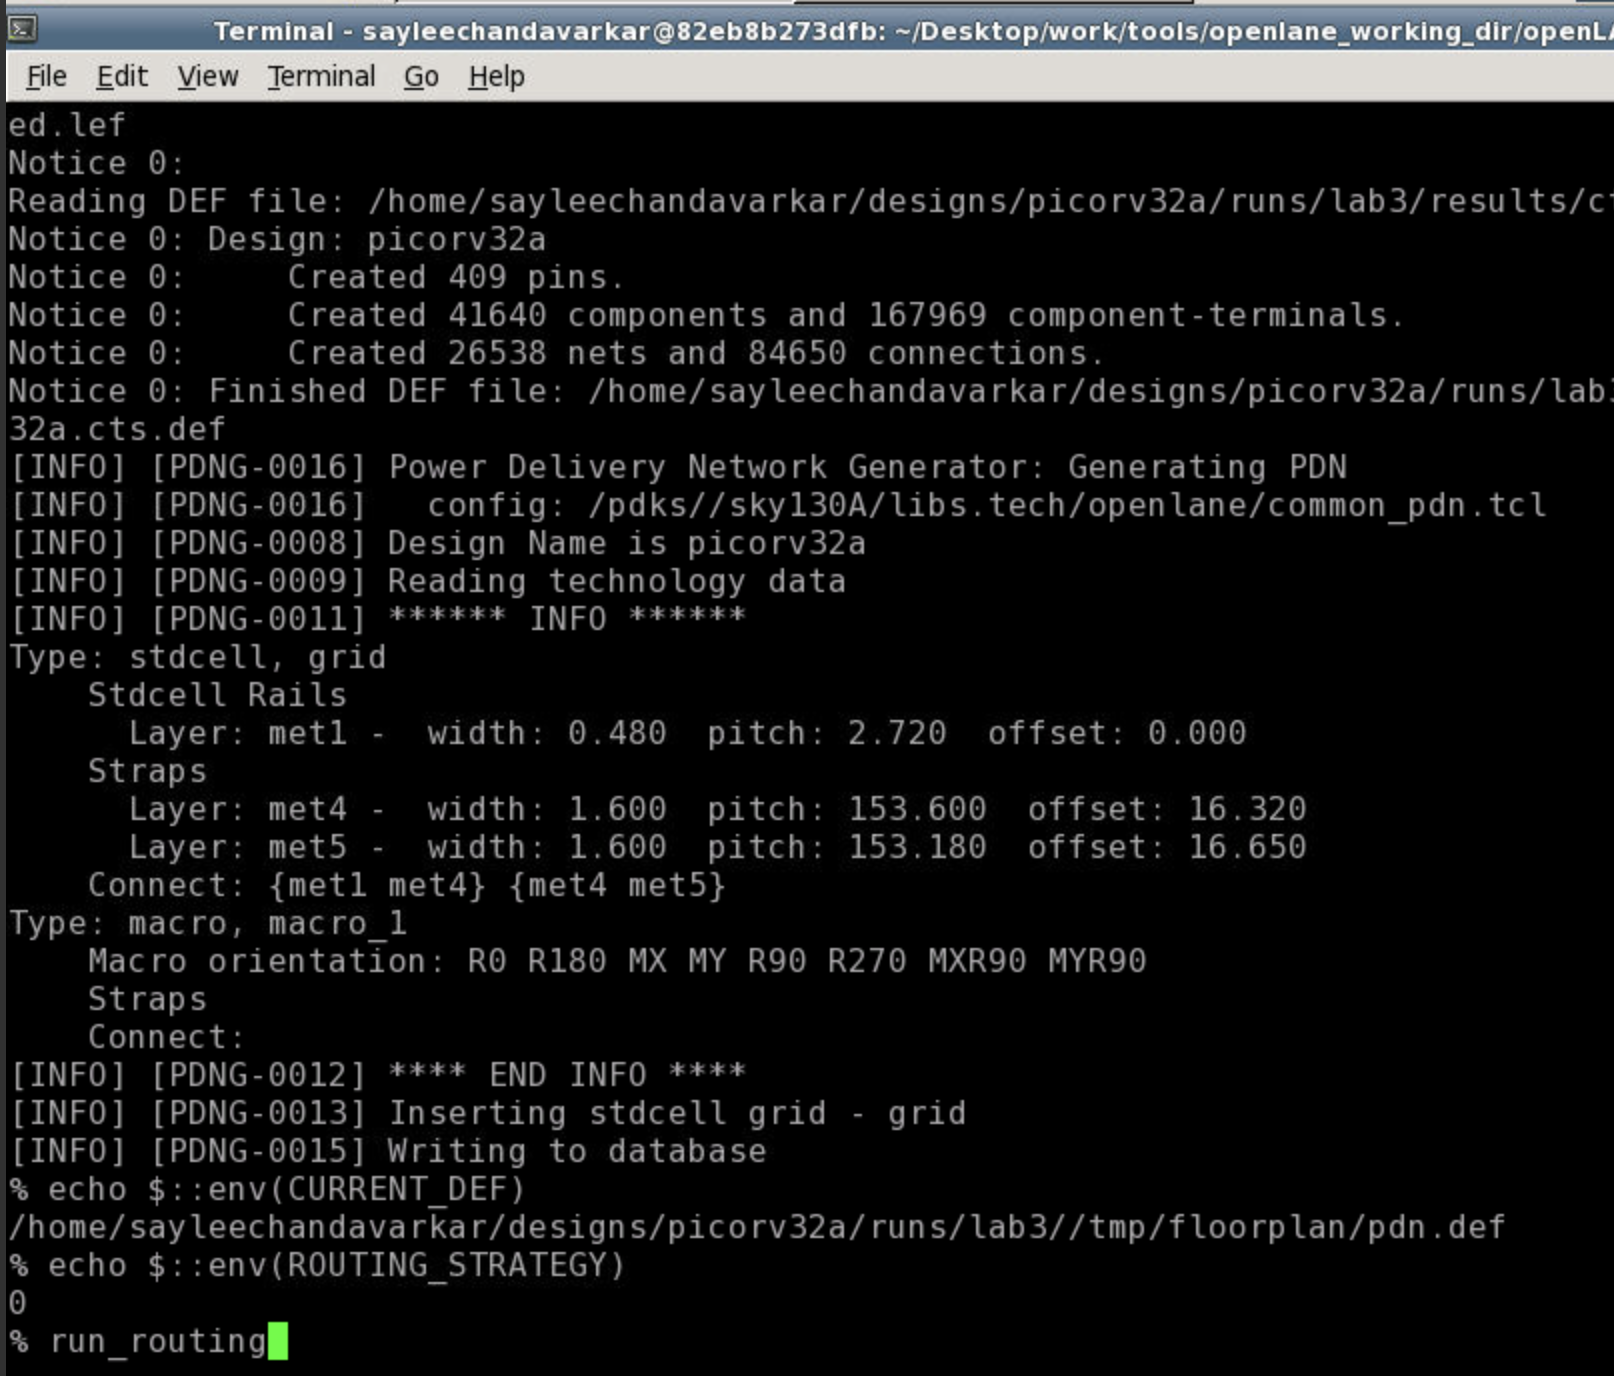 Terminal - sayleechandavarkar@82eb8b273dfb: ~/Desktop/work/tools/openlane_working_dir/openLA
File Edit View Terminal Go Help
ed.lef
Notice 0:
Reading DEF file: /home/sayleechandavarkar/designs/picorv32a/runs/lab3/results/ct
Notice 0: Design: picorv32a
Notice 0:     Created 409 pins.
Notice 0:     Created 41640 components and 167969 component-terminals.
Notice 0:     Created 26538 nets and 84650 connections.
Notice 0: Finished DEF file: /home/sayleechandavarkar/designs/picorv32a/runs/lab3
32a.cts.def
[INFO] [PDNG-0016] Power Delivery Network Generator: Generating PDN
[INFO] [PDNG-0016]   config: /pdks//sky130A/libs.tech/openlane/common_pdn.tcl
[INFO] [PDNG-0008] Design Name is picorv32a
[INFO] [PDNG-0009] Reading technology data
[INFO] [PDNG-0011] ****** INFO ******
Type: stdcell, grid
    Stdcell Rails
      Layer: met1 -  width: 0.480  pitch: 2.720  offset: 0.000
    Straps
      Layer: met4 -  width: 1.600  pitch: 153.600  offset: 16.320
      Layer: met5 -  width: 1.600  pitch: 153.180  offset: 16.650
    Connect: {met1 met4} {met4 met5}
Type: macro, macro_1
    Macro orientation: R0 R180 MX MY R90 R270 MXR90 MYR90
    Straps
    Connect:
[INFO] [PDNG-0012] **** END INFO ****
[INFO] [PDNG-0013] Inserting stdcell grid - grid
[INFO] [PDNG-0015] Writing to database
% echo $::env(CURRENT_DEF)
/home/sayleechandavarkar/designs/picorv32a/runs/lab3//tmp/floorplan/pdn.def
% echo $::env(ROUTING_STRATEGY)
0
% run_routing